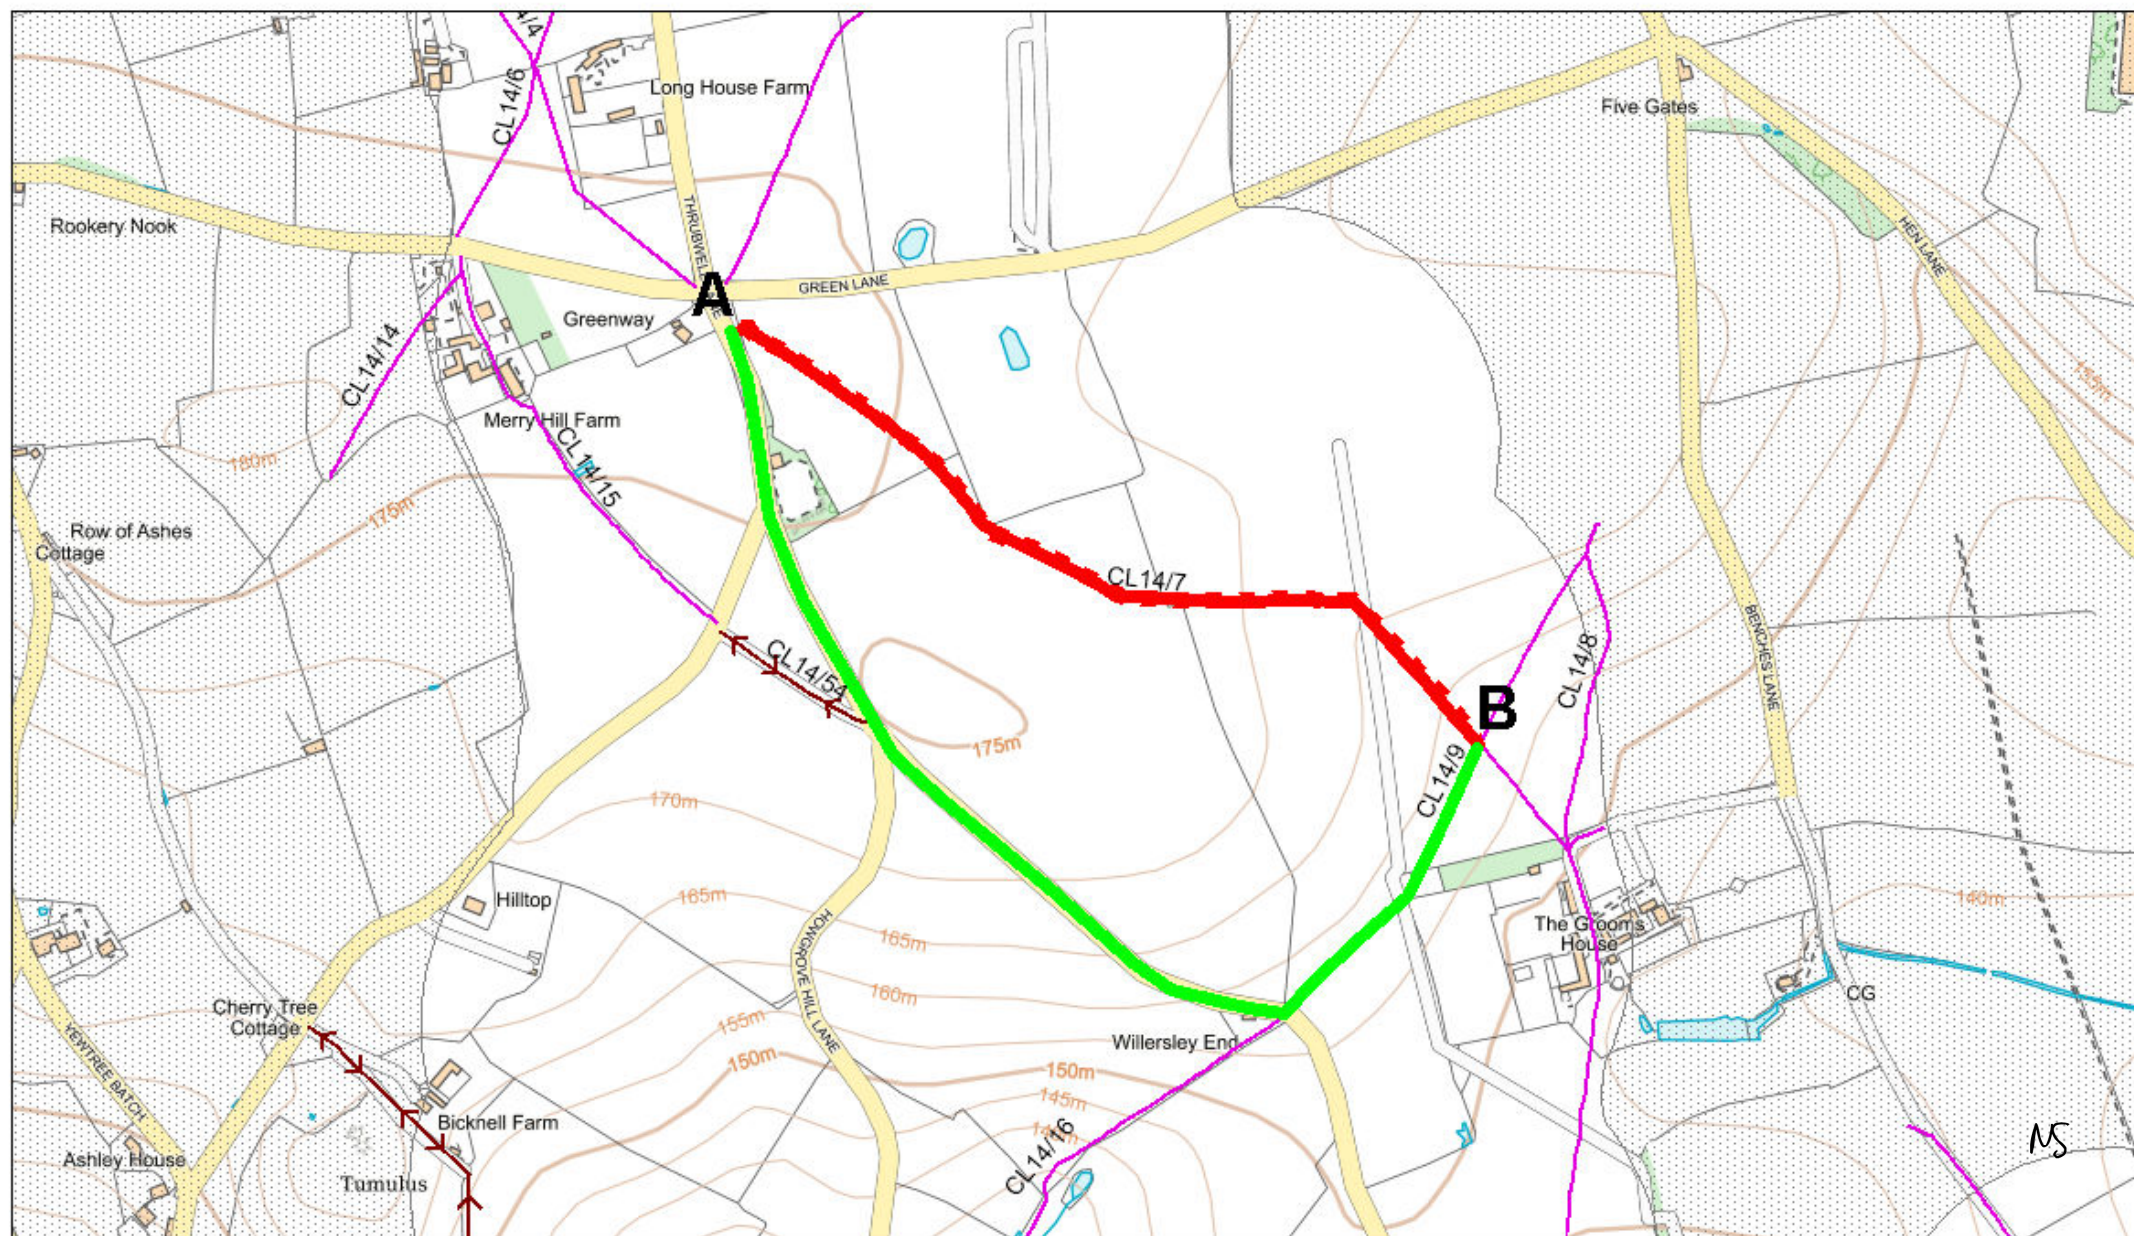 CL14/6
Long House Farm
Five Gates
Rookery Nook
GREEN LANE
HEN LANE
A
Greenway
CL14/14
Merry Hill Farm
CL14/15
180m
175m
155m
Row of Ashes
Cottage
CL14/7
CL14/54
CL14/8
BENCHES LANE
B
175m
CL14/9
170m
165m
165m
160m
155m
150m
150m
145m
140m
Hilltop
HOWGROVE HILL LANE
The Grooms
House
CG
Cherry Tree
Cottage
YEWTREE BATCH
Willersley End
Bicknell Farm
Ashley House
Tumulus
CL14/16
NS